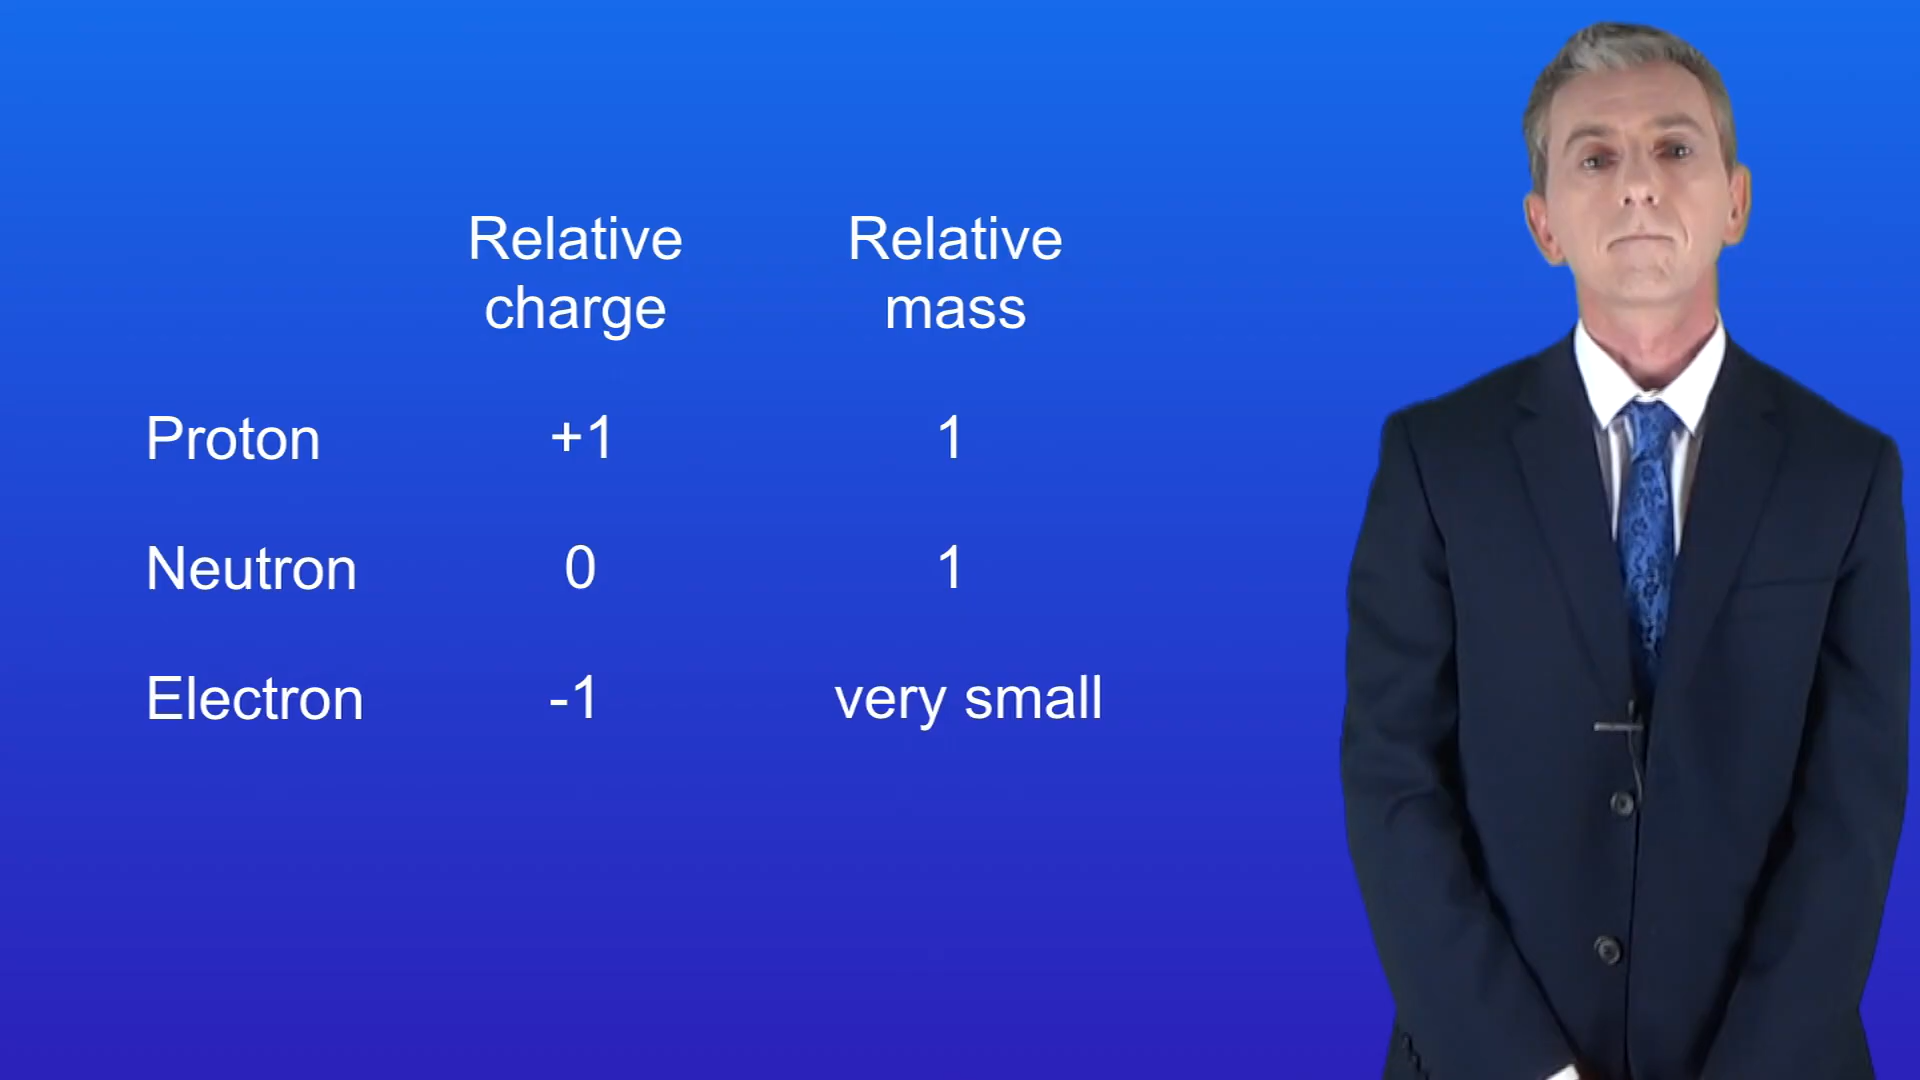 Relative Relative
charge mass
Proton +1 1
Neutron 0 1
Electron -1 very small